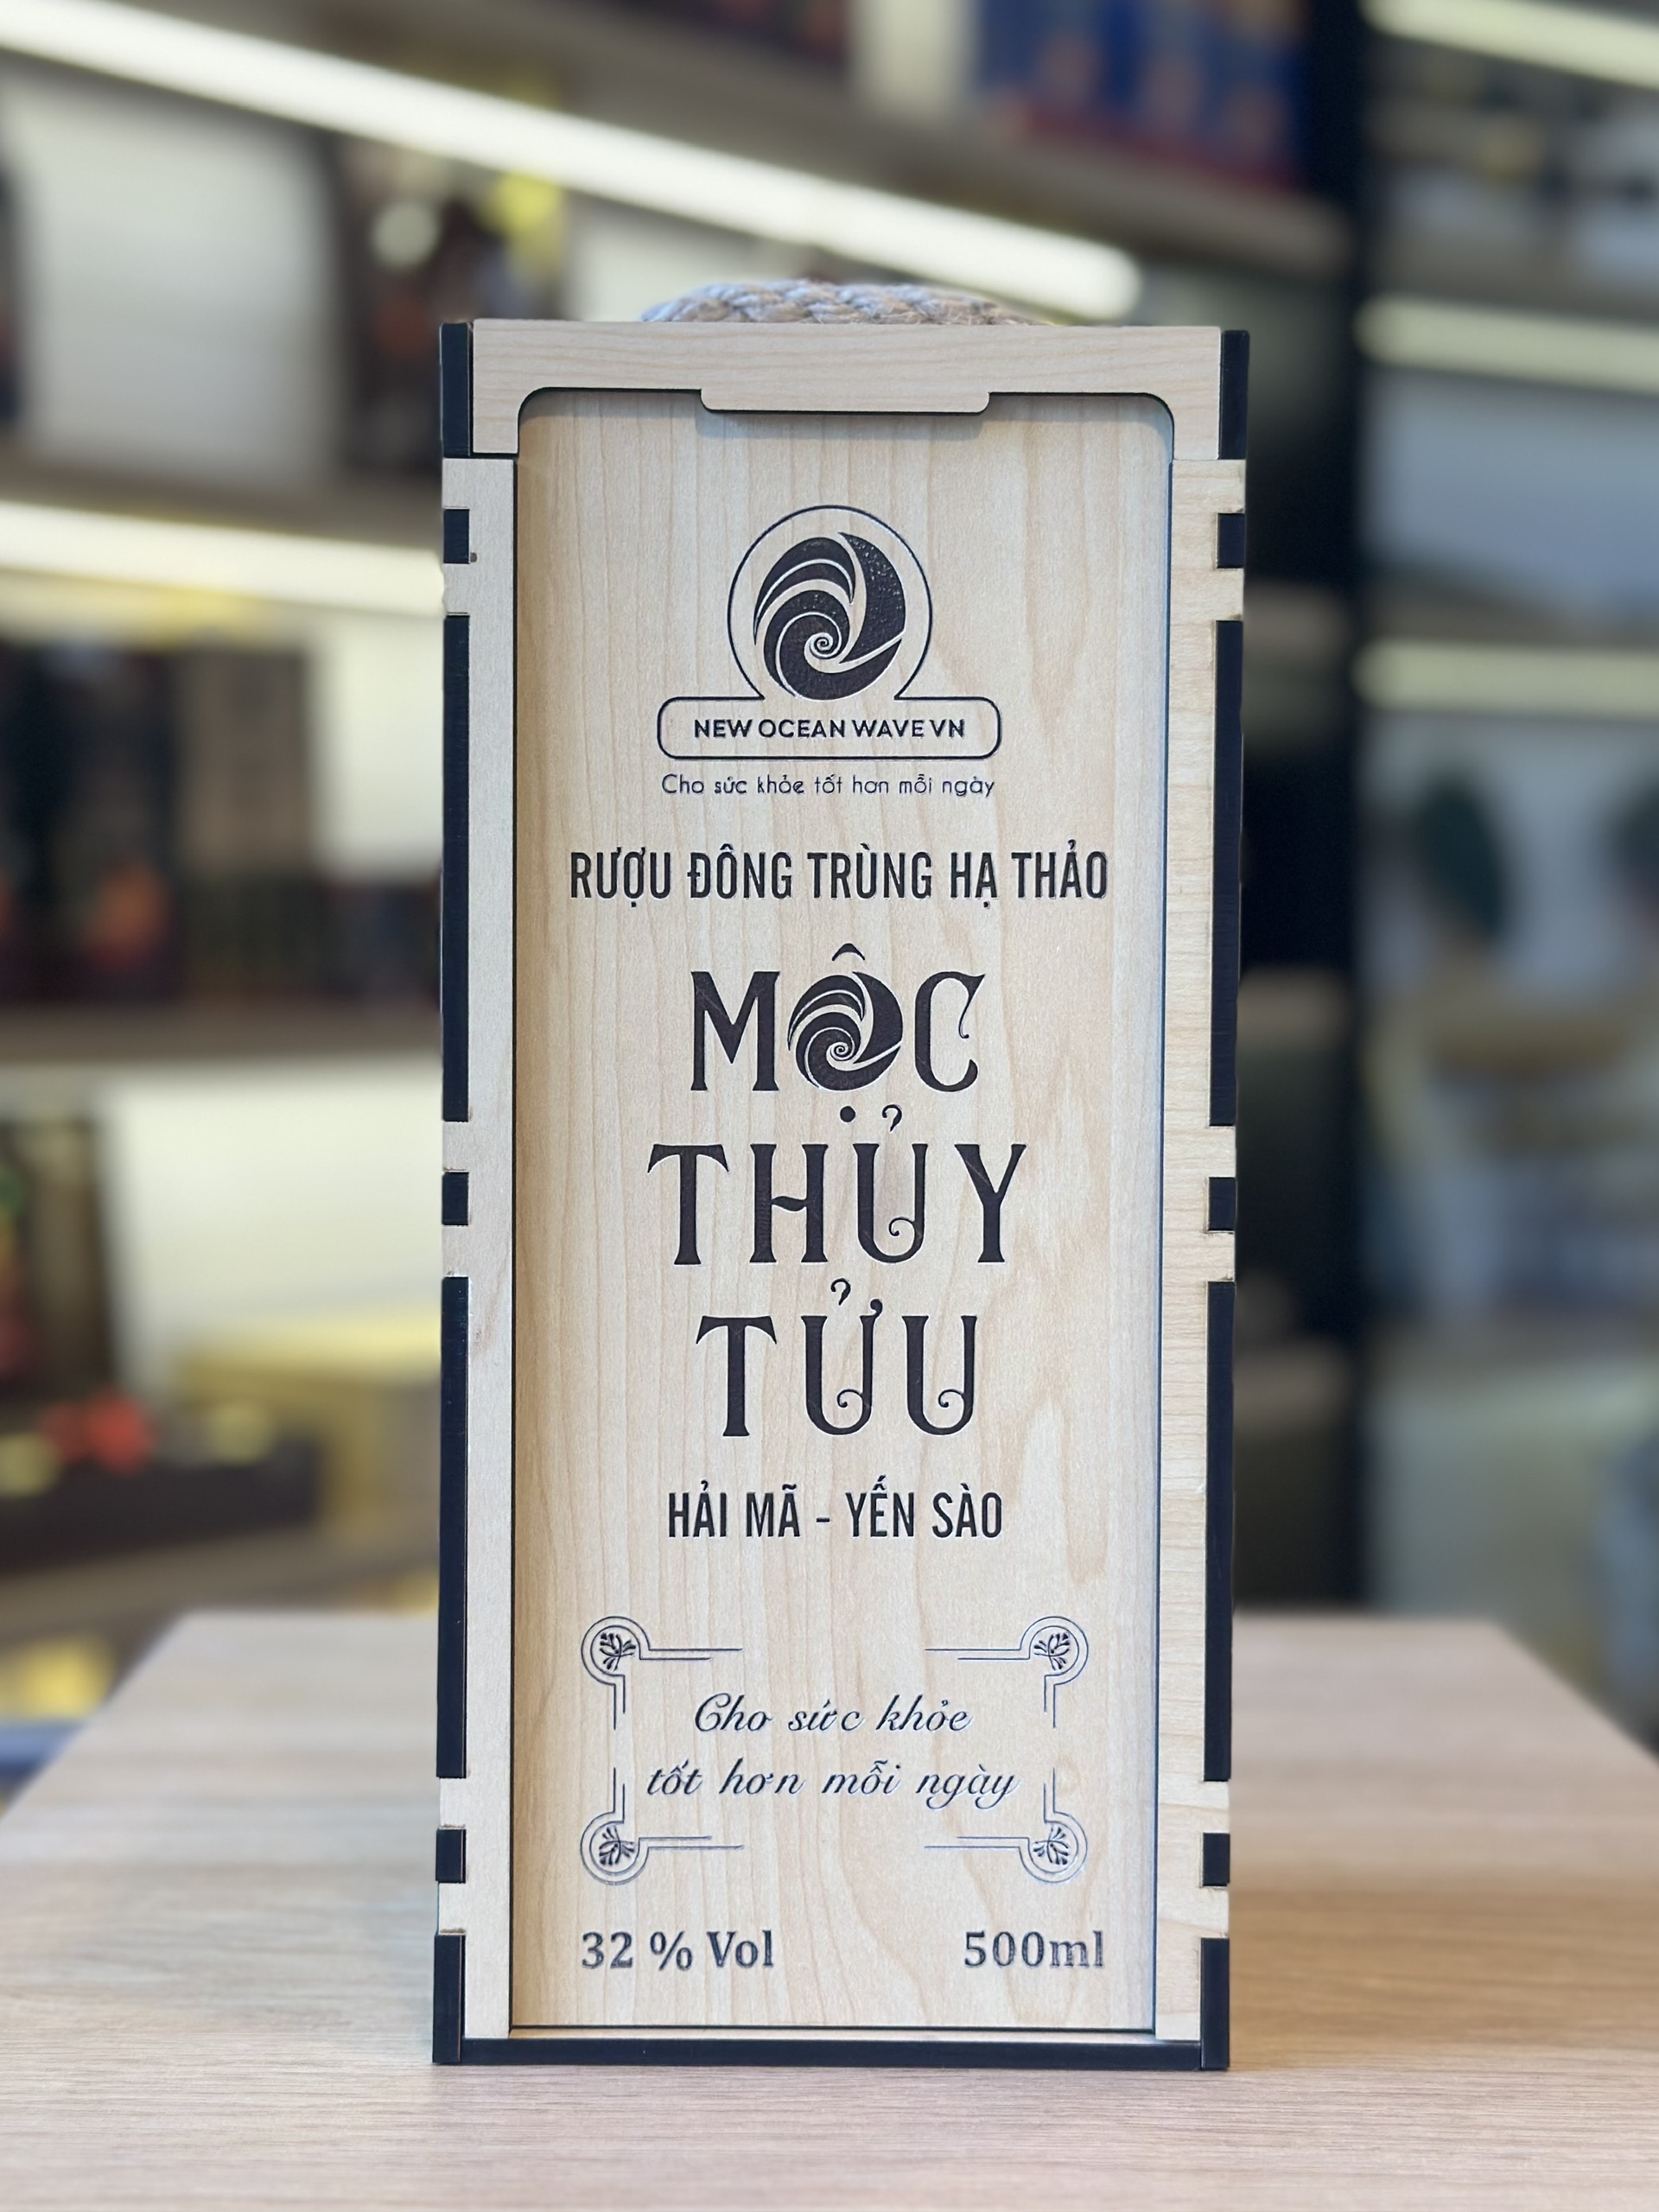 NEW OCEAN WAVE VN
Cho sức khỏe tốt hơn mỗi ngày
RƯỢU ĐÔNG TRÙNG HẠ THẢO
MỘC
THỦY
TỬU
HẢI MÃ - YẾN SÀO
Cho sức khỏe
tốt hơn mỗi ngày
32 % Vol 500ml